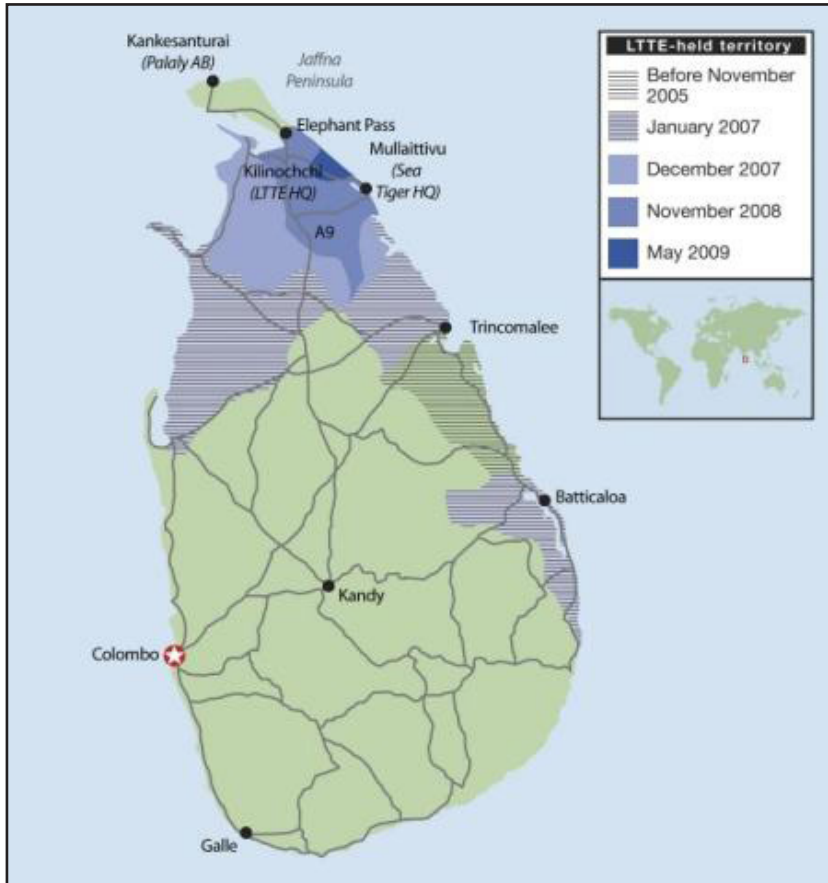 Kankesanturai
(Palaly AB)
Jaffna
Peninsula
Elephant Pass
Mullaittivu
(Sea
Tiger HQ)
Kilinochchi
(LTTE HQ)
A9
Trincomalee
Batticaloa
Kandy
Colombo
Galle
LTTE-held territory
Before November
2005
January 2007
December 2007
November 2008
May 2009